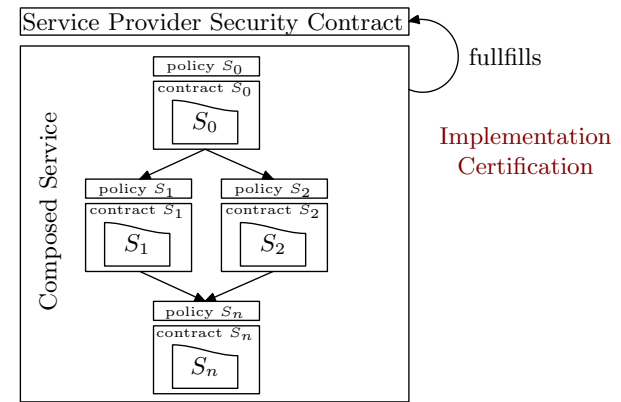 Service Provider Security Contract
fullfills
Implementation
Certification
Composed Service
policy S₀
contract S₀
S₀
policy S₁
contract S₁
S₁
policy S₂
contract S₂
S₂
policy Sₙ
contract Sₙ
Sₙ